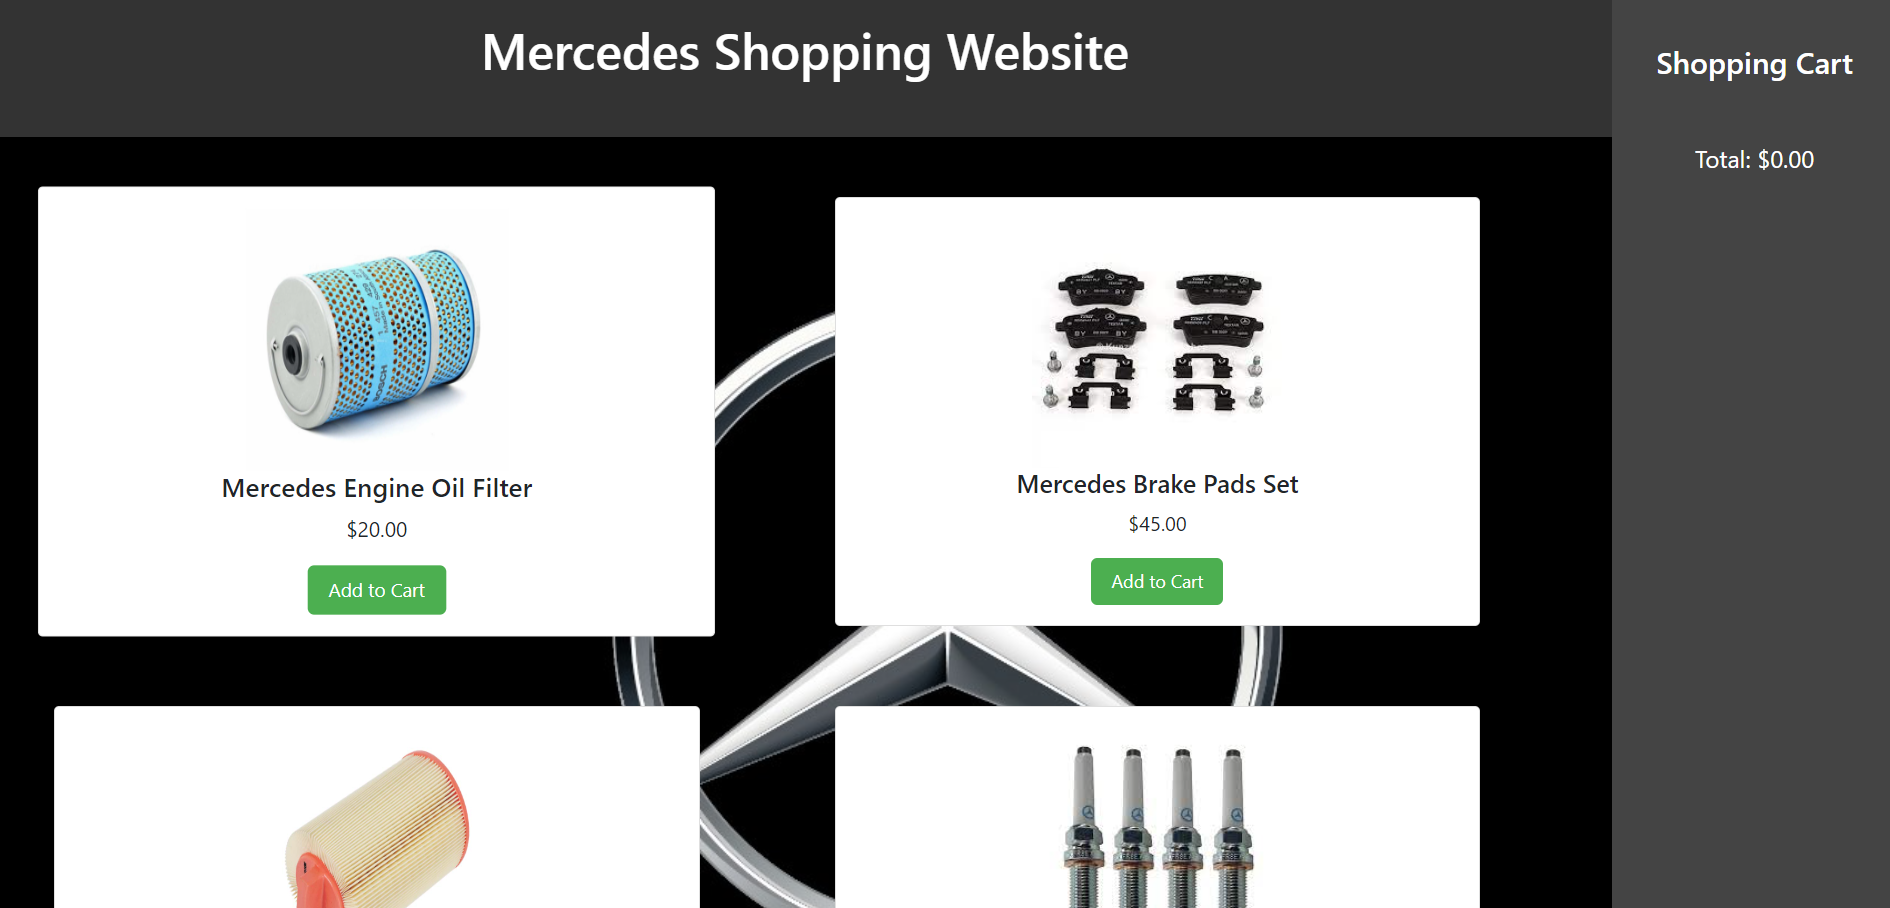 Mercedes Shopping Website
Shopping Cart
Total: $0.00
BOSCH
Mercedes Engine Oil Filter
$20.00
Add to Cart
Mercedes Brake Pads Set
$45.00
Add to Cart